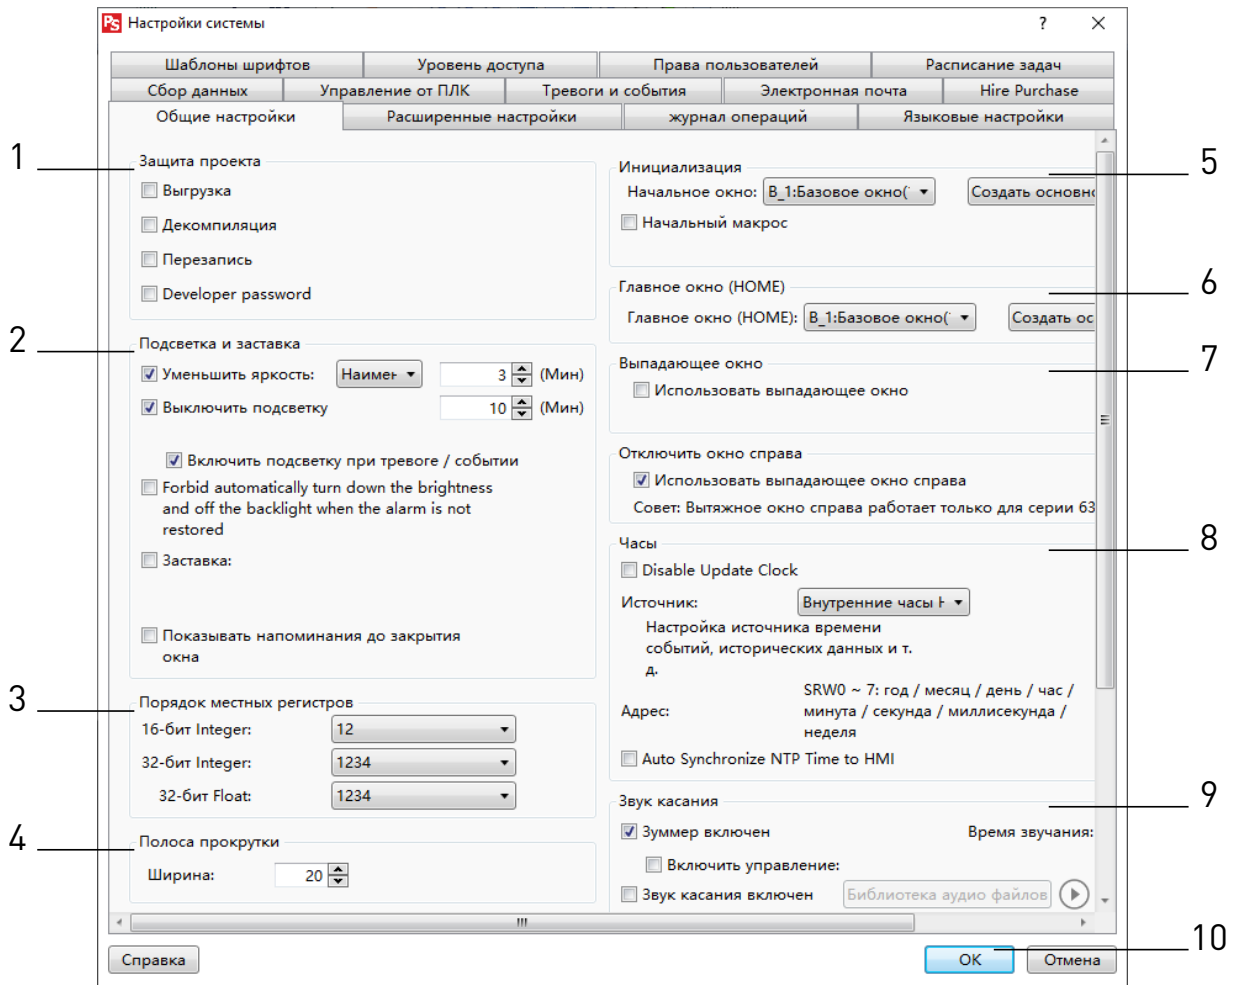 Настройки системы
?
Шаблоны шрифтов
Уровень доступа
Права пользователей
Расписание задач
Сбор данных
Управление от ПЛК
Тревоги и события
Электронная почта
Hire Purchase
Общие настройки
Расширенные настройки
журнал операций
Языковые настройки
1
Защита проекта
Выгрузка
Декомпиляция
Перезапись
Developer password
2
Подсветка и заставка
Уменьшить яркость:
Наимен
3
(Мин)
Выключить подсветку
10
(Мин)
Включить подсветку при тревоге / событии
Forbid automatically turn down the brightness
and off the backlight when the alarm is not
restored
Заставка:
Показывать напоминания до закрытия
окна
3
Порядок местных регистров
16-бит Integer:
12
32-бит Integer:
1234
32-бит Float:
1234
4
Полоса прокрутки
Ширина:
20
5
Инициализация
Начальное окно:
B_1:Базовое окно(
Создать основно
Начальный макрос
6
Главное окно (HOME)
Главное окно (HOME):
B_1:Базовое окно(
Создать ос
7
Выпадающее окно
Использовать выпадающее окно
Отключить окно справа
Использовать выпадающее окно справа
Совет: Вытяжное окно справа работает только для серии 63
8
Часы
Disable Update Clock
Источник:
Внутренние часы H
Настройка источника времени
событий, исторических данных и т.
д.
Адрес:
SRW0 ~ 7: год / месяц / день / час /
минута / секунда / миллисекунда /
неделя
Auto Synchronize NTP Time to HMI
9
Звук касания
Зуммер включен
Время звучания:
Включить управление:
Звук касания включен
Библиотека аудио файлов
10
Справка
OK
Отмена